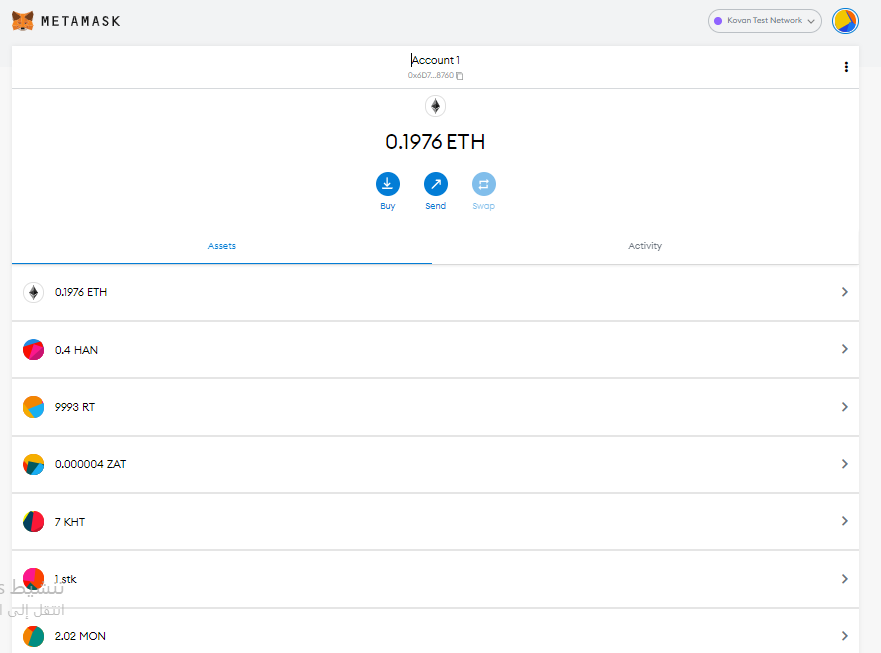 METAMASK
Kovan Test Network
Account 1
0x6D7...8760
0.1976 ETH
Buy
Send
Swap
Assets
Activity
0.1976 ETH
0.4 HAN
9993 RT
0.000004 ZAT
7 KHT
1 stk
تنشيط
انتقل إلى
2.02 MON